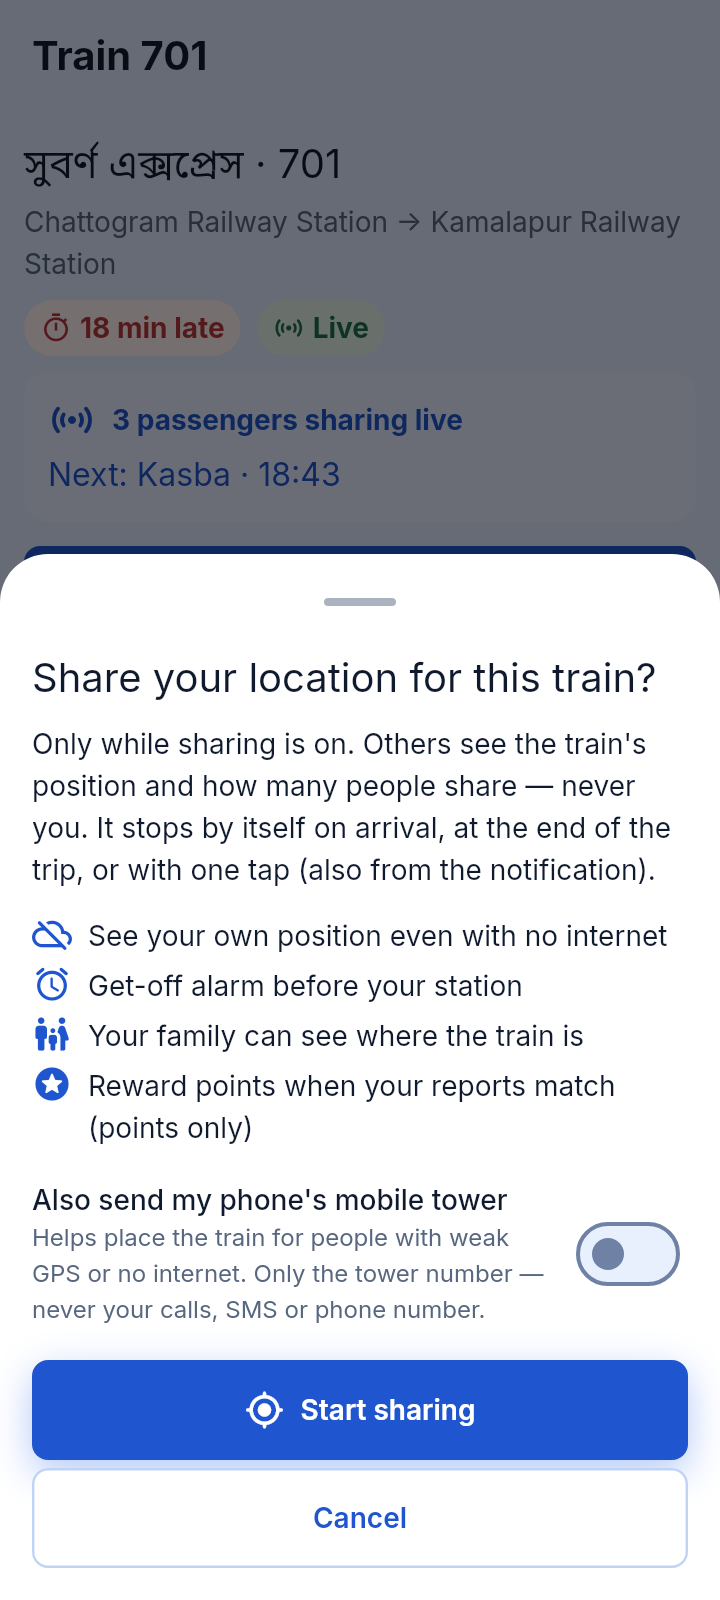 Train 701
সুবর্ণ এক্সপ্রেস · 701
Chattogram Railway Station → Kamalapur Railway
Station
18 min late
Live
3 passengers sharing live
Next: Kasba · 18:43
Share your location for this train?
Only while sharing is on. Others see the train's
position and how many people share — never
you. It stops by itself on arrival, at the end of the
trip, or with one tap (also from the notification).
See your own position even with no internet
Get-off alarm before your station
Your family can see where the train is
Reward points when your reports match
(points only)
Also send my phone's mobile tower
Helps place the train for people with weak
GPS or no internet. Only the tower number —
never your calls, SMS or phone number.
Start sharing
Cancel